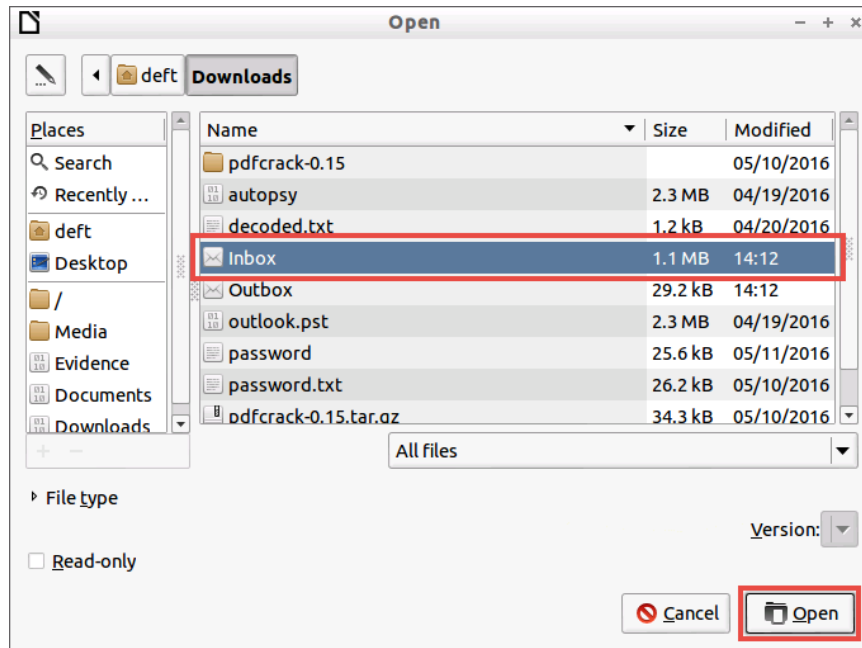 Open
deft Downloads
Places
Search
Recently ...
deft
Desktop
/
Media
Evidence
Documents
Downloads
Name Size Modified
pdfcrack-0.15 05/10/2016
autopsy 2.3 MB 04/19/2016
decoded.txt 1.2 kB 04/20/2016
Inbox 1.1 MB 14:12
Outbox 29.2 kB 14:12
outlook.pst 2.3 MB 04/19/2016
password 25.6 kB 05/11/2016
password.txt 26.2 kB 05/10/2016
pdfcrack-0.15.tar.gz 34.3 kB 05/10/2016
All files
File type
Version:
Read-only
Cancel Open